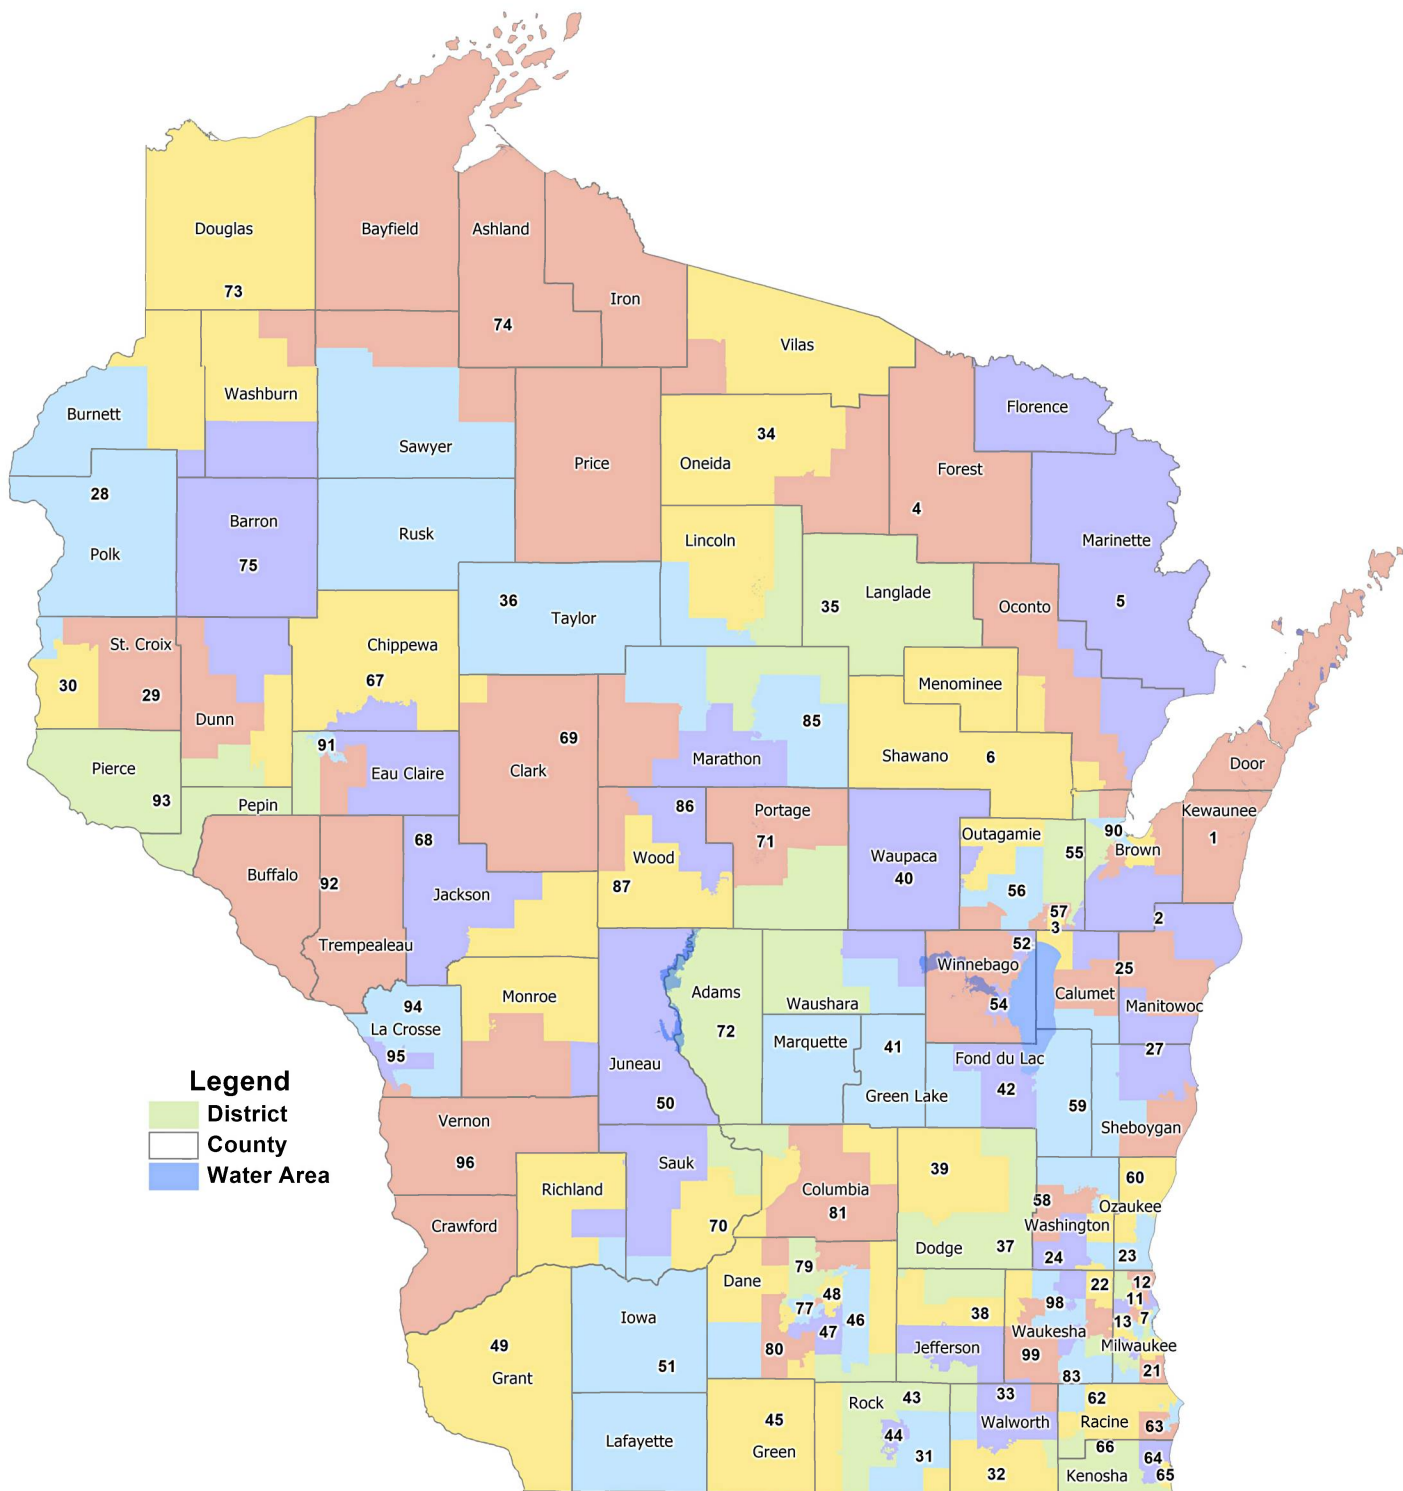 Douglas
Bayfield
Ashland
73
Iron
74
Vilas
Washburn
Burnett
Florence
34
Sawyer
Oneida
Price
Forest
28
4
Barron
Rusk
Lincoln
Marinette
Polk
75
36
Taylor
35
Langlade
Oconto
5
St. Croix
Chippewa
30
29
67
Menominee
Dunn
85
91
69
Marathon
Shawano
6
Door
Pierce
Eau Claire
Clark
93
Pepin
86
Portage
Kewaunee
68
71
Outagamie
90
Brown
1
Wood
Waupaca
55
Buffalo
92
87
40
56
Jackson
57
2
3
Trempealeau
52
Winnebago
25
Adams
Calumet
Monroe
94
Waushara
54
Manitowoc
La Crosse
72
Marquette
41
27
95
Juneau
Fond du Lac
Legend
42
Green Lake
District
50
59
Vernon
Sheboygan
County
Water Area
96
Sauk
39
60
Richland
Columbia
58
Ozaukee
Crawford
81
70
Washington
Dodge
37
24
23
79
Dane
12
22
48
11
77
98
Iowa
38
46
7
47
13
Waukesha
49
Jefferson
Milwaukee
80
99
51
21
Grant
83
43
33
62
Rock
45
Walworth
Racine
63
44
Lafayette
Green
66
31
64
32
Kenosha
65